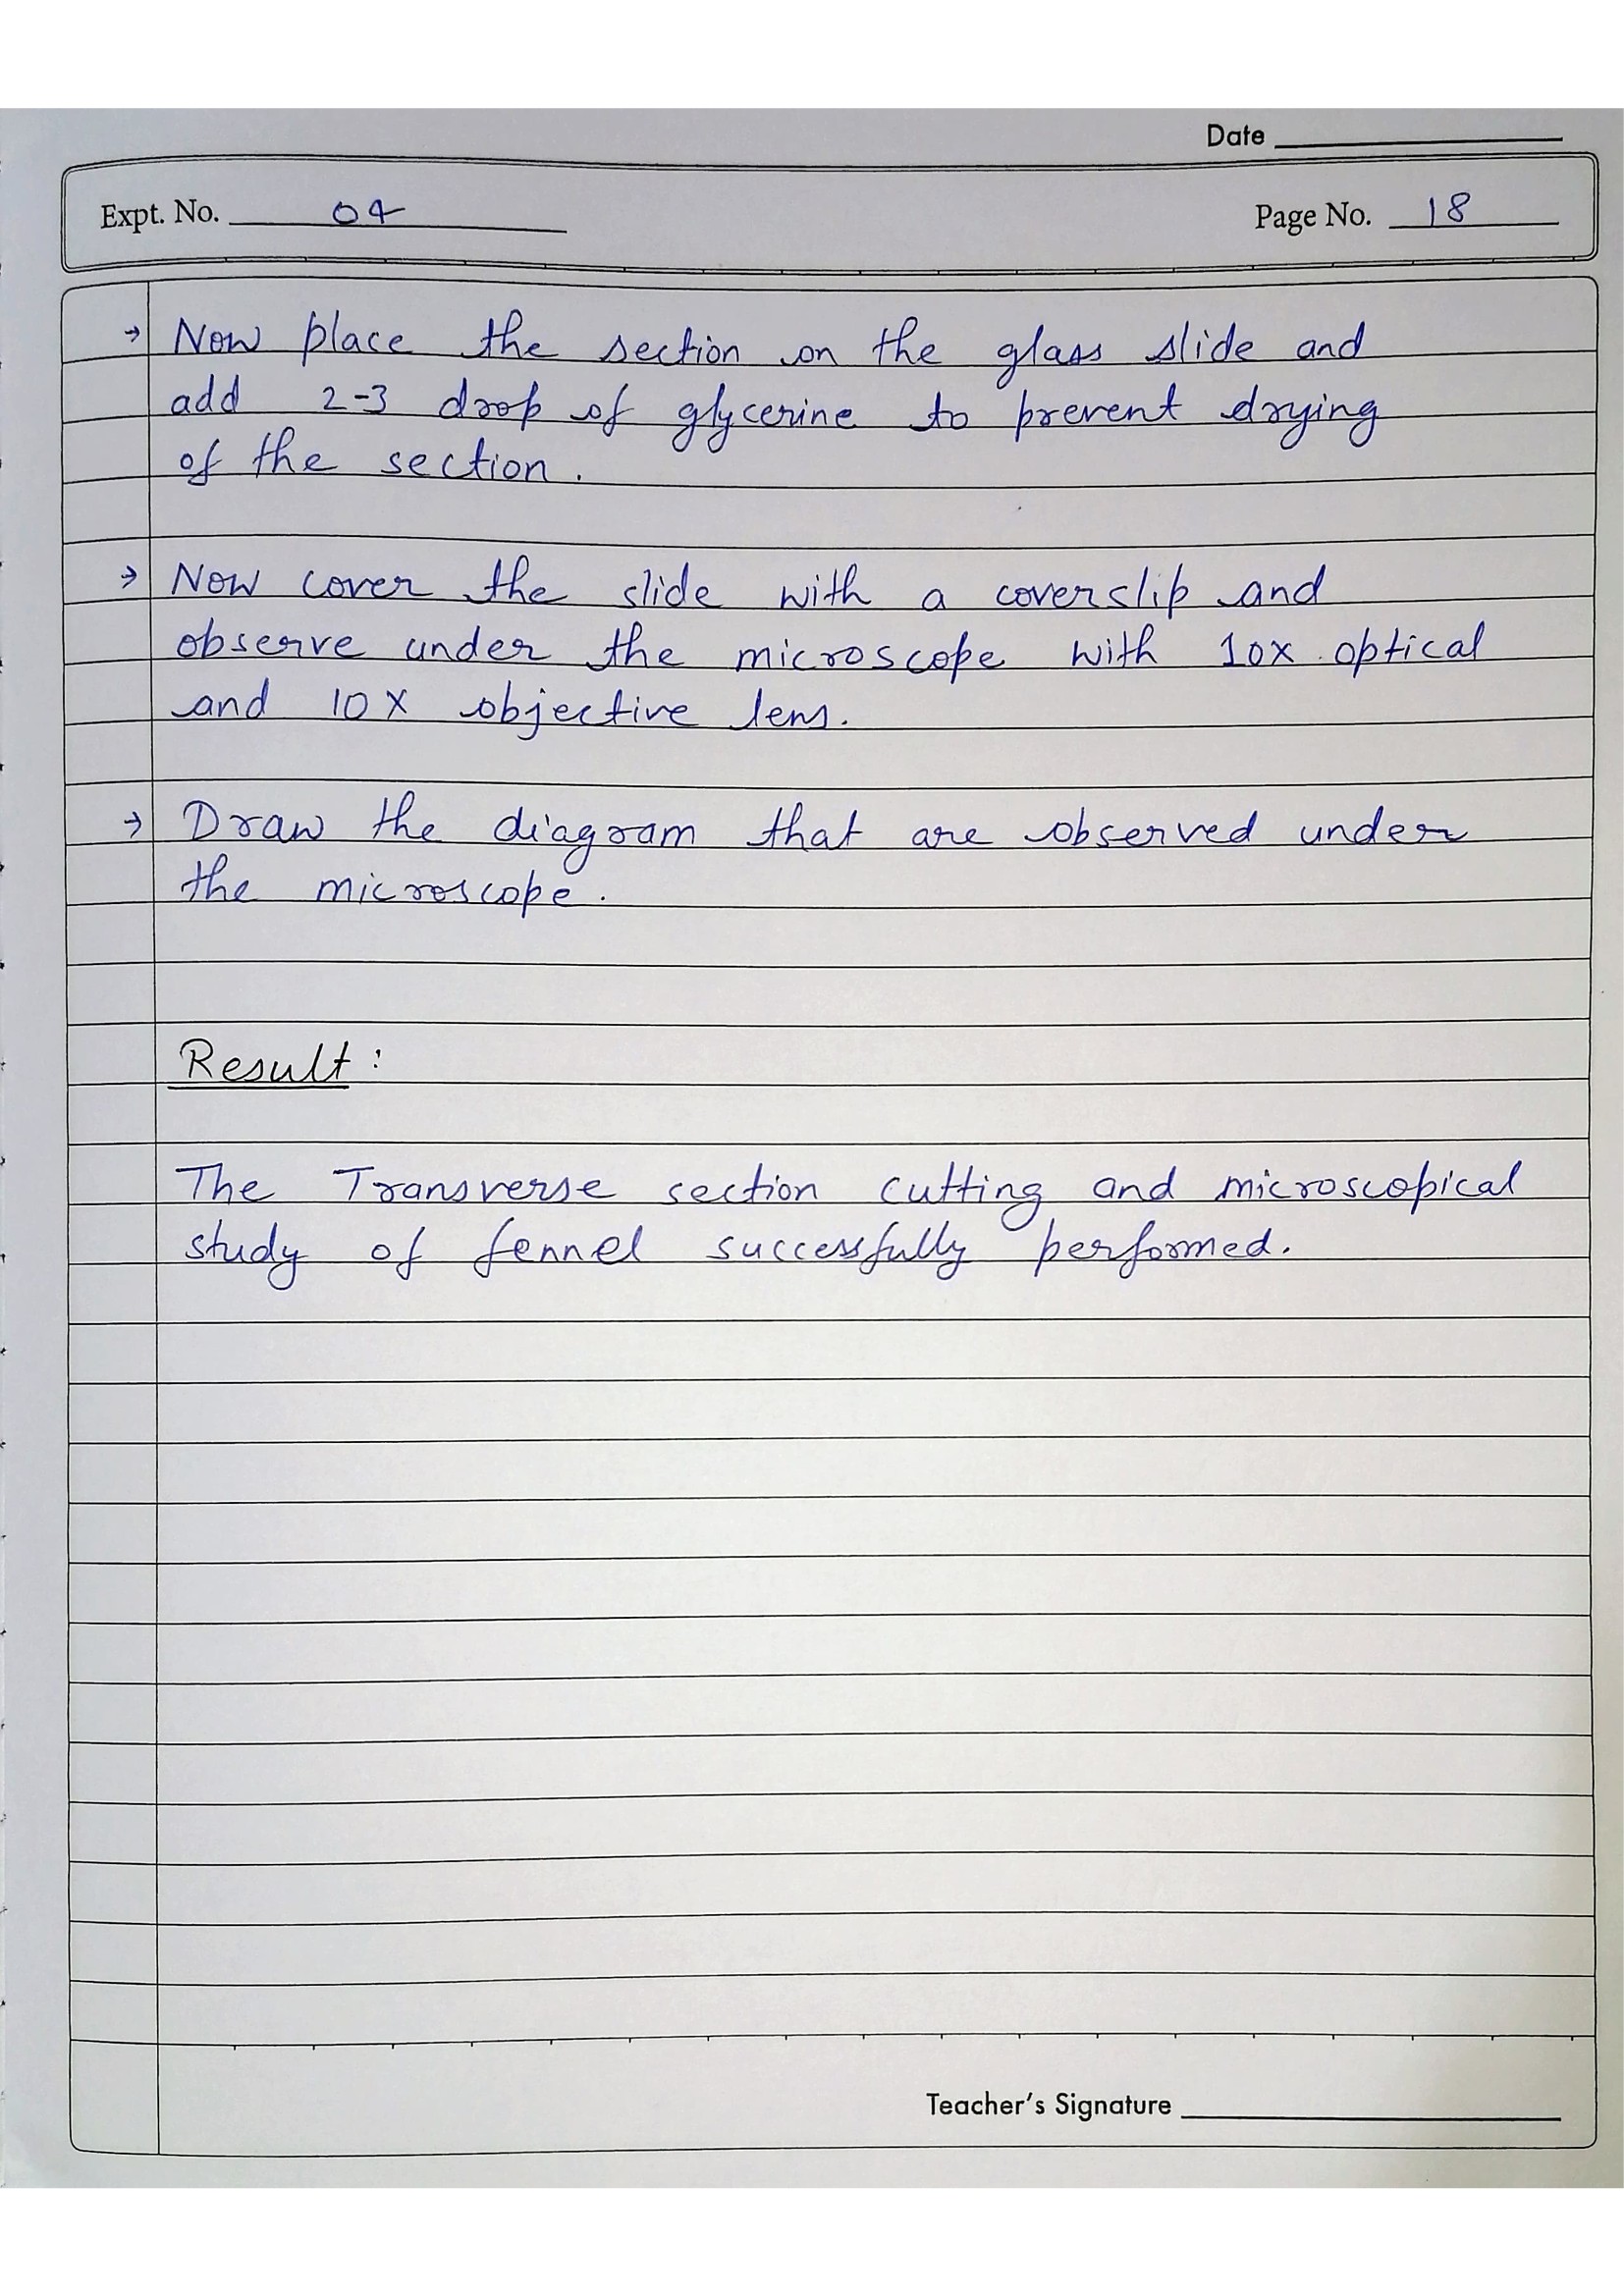 Date
Expt. No. 04
Page No. 18
→ Now place the section on the glass slide and
add 2-3 drop of glycerine to prevent drying
of the section.
→ Now cover the slide with a coverslip and
observe under the microscope with 10x optical
and 10X objective lens.
→ Draw the diagram that are observed under
the microscope.
Result:
The Transverse section cutting and microscopical
study of fennel successfully performed.
Teacher's Signature